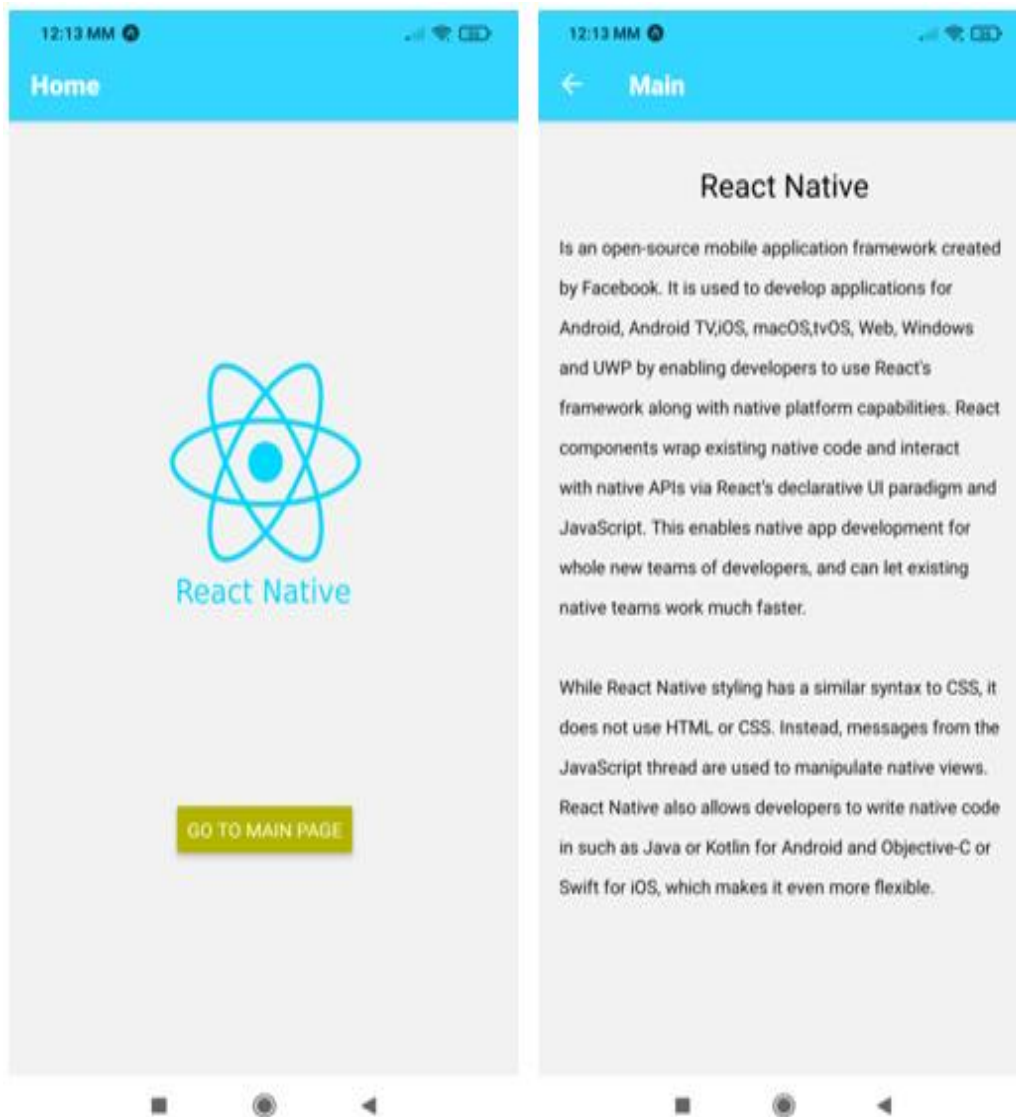 12:13 MM
Home
React Native
GO TO MAIN PAGE
12:13 MM
Main
React Native
Is an open-source mobile application framework created
by Facebook. It is used to develop applications for
Android, Android TV,iOS, macOS,tvOS, Web, Windows
and UWP by enabling developers to use React's
framework along with native platform capabilities. React
components wrap existing native code and interact
with native APIs via React's declarative UI paradigm and
JavaScript. This enables native app development for
whole new teams of developers, and can let existing
native teams work much faster.
While React Native styling has a similar syntax to CSS, it
does not use HTML or CSS. Instead, messages from the
JavaScript thread are used to manipulate native views.
React Native also allows developers to write native code
in such as Java or Kotlin for Android and Objective-C or
Swift for iOS, which makes it even more flexible.